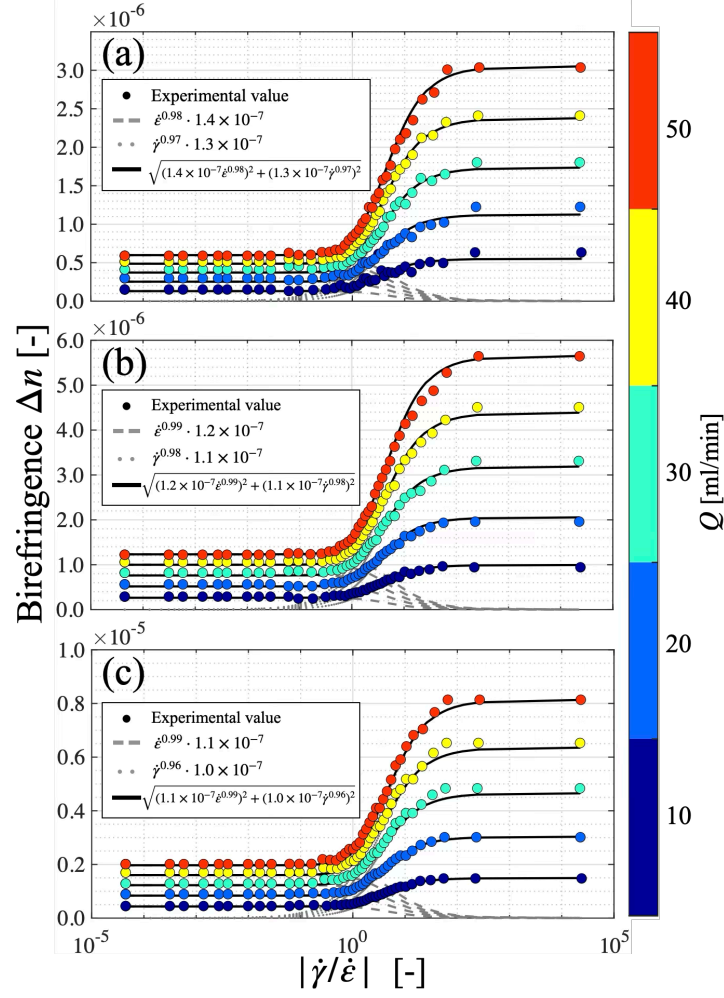 ×10⁻⁶
(a)
3.0
2.5
2.0
1.5
1.0
0.5
0.0
Experimental value
ε̇^0.98 · 1.4 × 10⁻⁷
γ̇^0.97 · 1.3 × 10⁻⁷
√((1.4 × 10⁻⁷ε̇^0.98)² + (1.3 × 10⁻⁷γ̇^0.97)²)
×10⁻⁶
(b)
6.0
5.0
4.0
3.0
2.0
1.0
0.0
Experimental value
ε̇^0.99 · 1.2 × 10⁻⁷
γ̇^0.98 · 1.1 × 10⁻⁷
√((1.2 × 10⁻⁷ε̇^0.99)² + (1.1 × 10⁻⁷γ̇^0.98)²)
×10⁻⁵
(c)
1.0
0.8
0.6
0.4
0.2
0.0
Experimental value
ε̇^0.99 · 1.1 × 10⁻⁷
γ̇^0.96 · 1.0 × 10⁻⁷
√((1.1 × 10⁻⁷ε̇^0.99)² + (1.0 × 10⁻⁷γ̇^0.96)²)
10⁻⁵
10⁰
10⁵
|γ̇/ε̇| [-]
Birefringence Δn [-]
50
40
30
20
10
Q [ml/min]